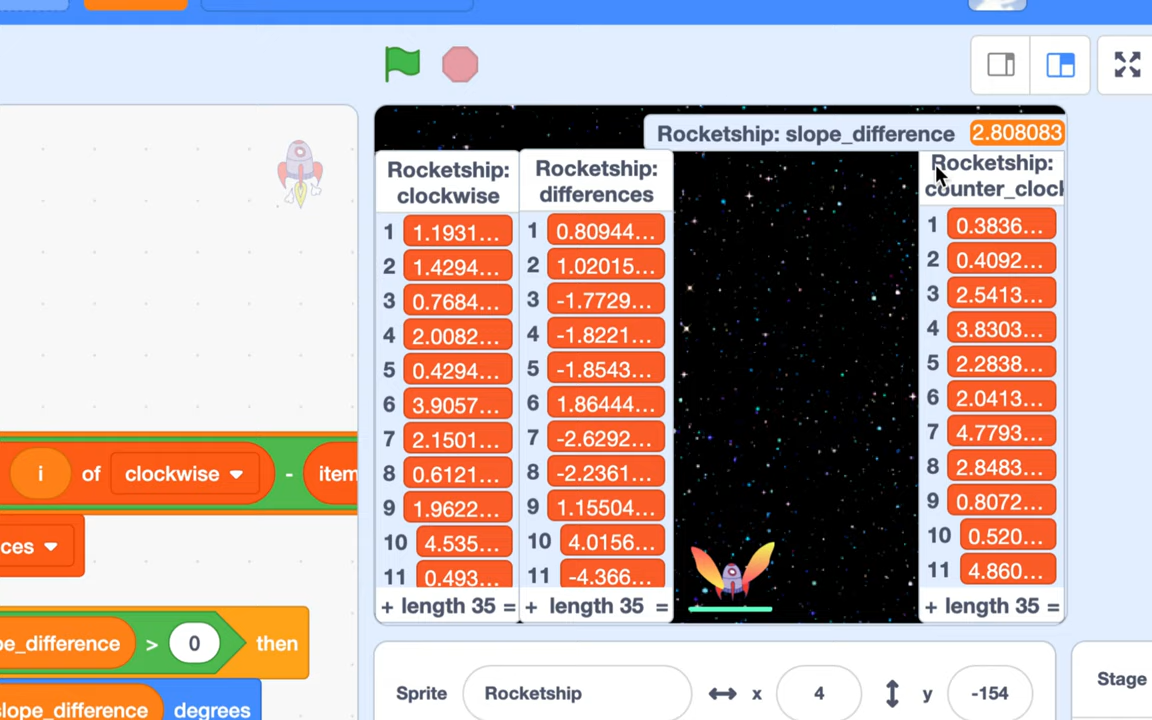 Rocketship: slope_difference 2.808083
Rocketship:
clockwise
1 1.1931...
2 1.4294...
3 0.7684...
4 2.0082...
5 0.4294...
6 3.9057...
7 2.1501...
8 0.6121...
9 1.9622...
10 4.535...
11 0.493...
+ length 35 =
Rocketship:
differences
1 0.80944...
2 1.02015...
3 -1.7729...
4 -1.8221...
5 -1.8543...
6 1.86444...
7 -2.6292...
8 -2.2361...
9 1.15504...
10 4.0156...
11 -4.366...
+ length 35 =
Rocketship:
counter_clock
1 0.3836...
2 0.4092...
3 2.5413...
4 3.8303...
5 2.2838...
6 2.0413...
7 4.7793...
8 2.8483...
9 0.8072...
10 0.520...
11 4.860...
+ length 35 =
i of clockwise - item
ces
pe_difference > 0 then
slope_difference degrees
Sprite Rocketship x 4 y -154
Stage